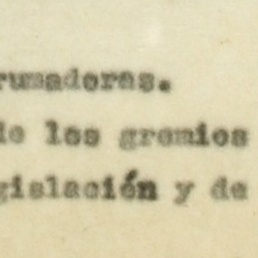 rumadoras.
de los gremios
gislación y de